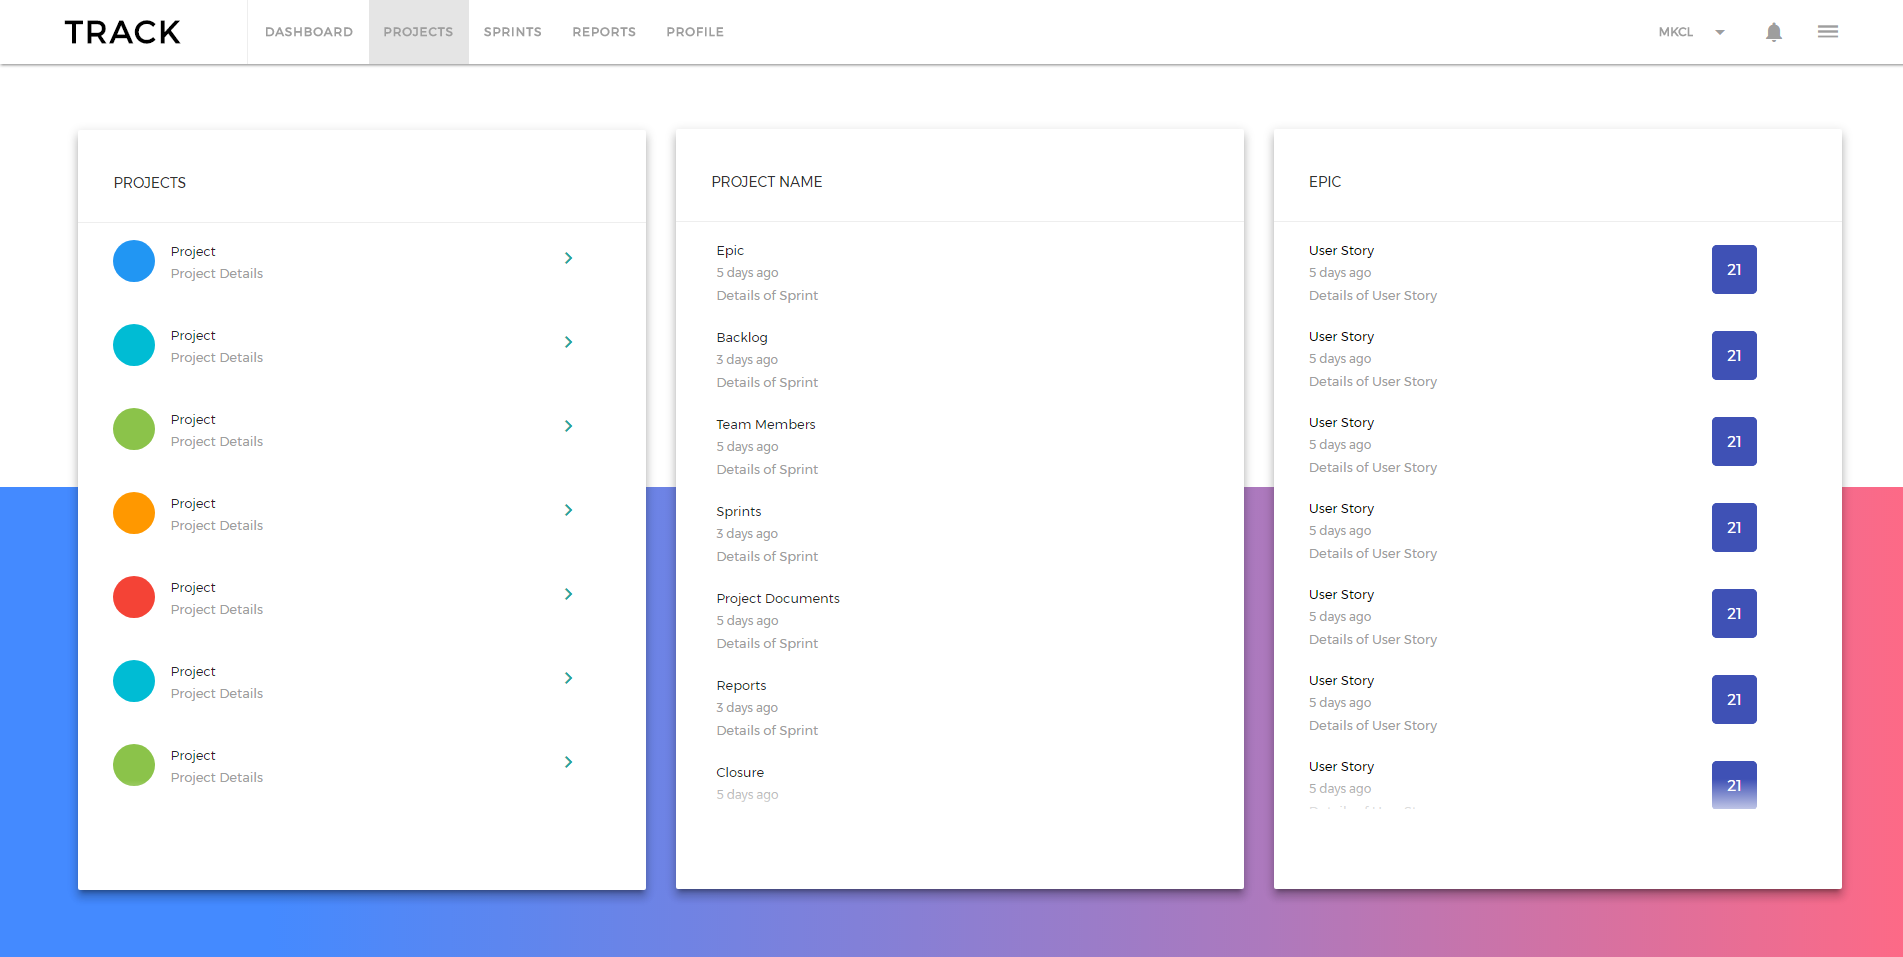 TRACK
DASHBOARD
PROJECTS
SPRINTS
REPORTS
PROFILE
MKCL
PROJECTS
Project
Project Details
Project
Project Details
Project
Project Details
Project
Project Details
Project
Project Details
Project
Project Details
Project
Project Details
PROJECT NAME
Epic
5 days ago
Details of Sprint
Backlog
3 days ago
Details of Sprint
Team Members
5 days ago
Details of Sprint
Sprints
3 days ago
Details of Sprint
Project Documents
5 days ago
Details of Sprint
Reports
3 days ago
Details of Sprint
Closure
5 days ago
EPIC
User Story
5 days ago
Details of User Story
21
User Story
5 days ago
Details of User Story
21
User Story
5 days ago
Details of User Story
21
User Story
5 days ago
Details of User Story
21
User Story
5 days ago
Details of User Story
21
User Story
5 days ago
Details of User Story
21
User Story
5 days ago
21